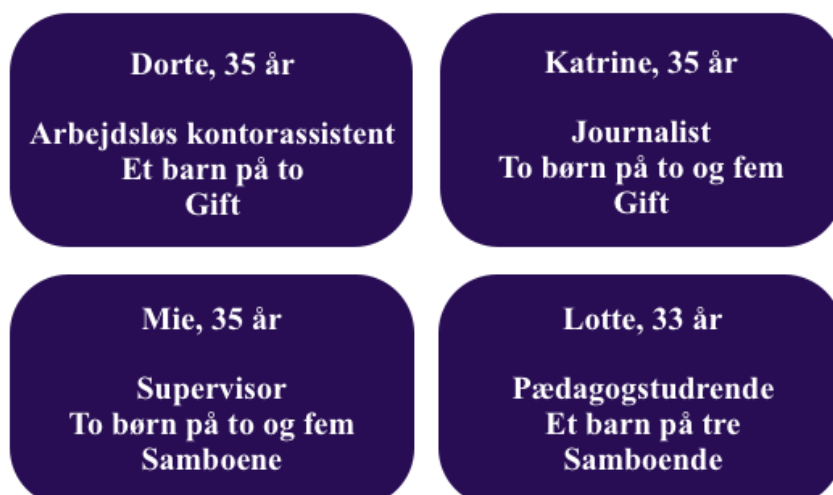 Dorte, 35 år
Arbejdsløs kontorassistent
Et barn på to
Gift
Katrine, 35 år
Journalist
To børn på to og fem
Gift
Mie, 35 år
Supervisor
To børn på to og fem
Samboene
Lotte, 33 år
Pædagogstudrende
Et barn på tre
Samboende